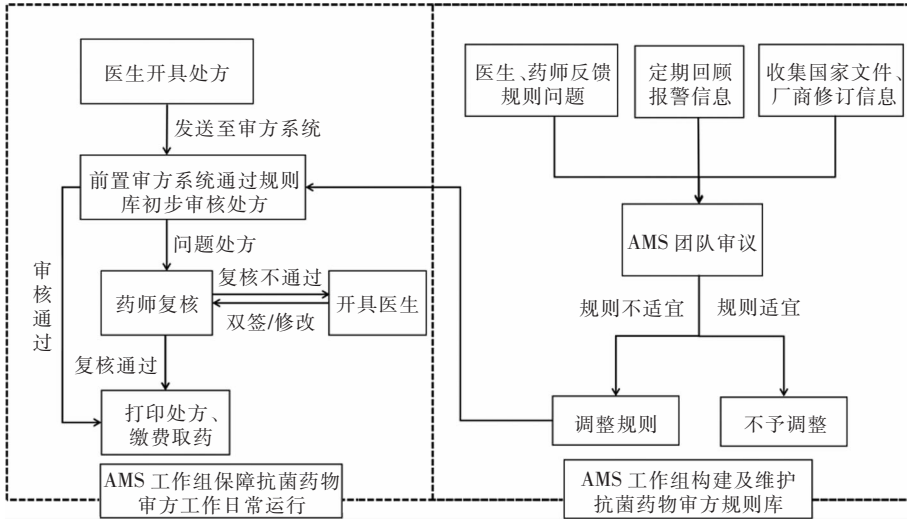 医生开具处方
发送至审方系统
前置审方系统通过规则
库初步审核处方
问题处方
审核通过
药师复核
复核不通过
双签/修改
开具医生
复核通过
打印处方、
缴费取药
AMS 工作组保障抗菌药物
审方工作日常运行
医生、药师反馈
规则问题
定期回顾
报警信息
收集国家文件、
厂商修订信息
AMS 团队审议
规则不适宜
规则适宜
调整规则
不予调整
AMS 工作组构建及维护
抗菌药物审方规则库